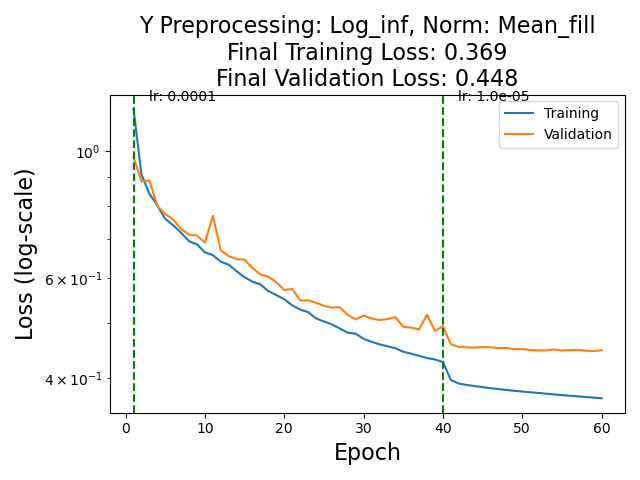 Y Preprocessing: Log_inf, Norm: Mean_fill
Final Training Loss: 0.369
Final Validation Loss: 0.448
lr: 0.0001
lr: 1.0e-05
Training
Validation
10⁰
6 × 10⁻¹
4 × 10⁻¹
Loss (log-scale)
0 10 20 30 40 50 60
Epoch